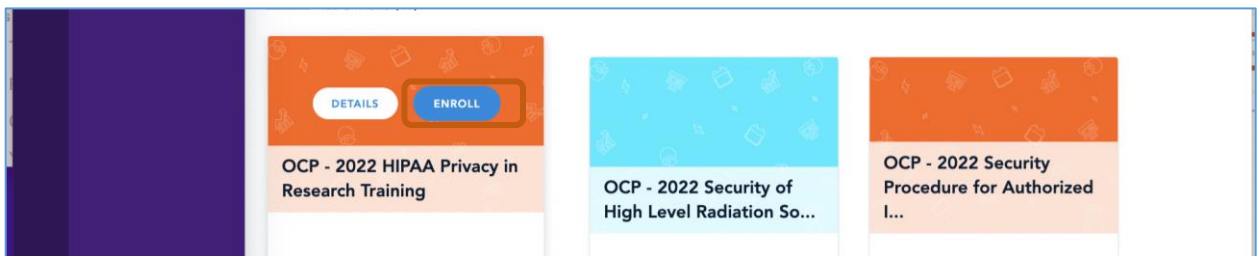 DETAILS
ENROLL
OCP - 2022 HIPAA Privacy in
Research Training
OCP - 2022 Security of
High Level Radiation So...
OCP - 2022 Security
Procedure for Authorized
I...